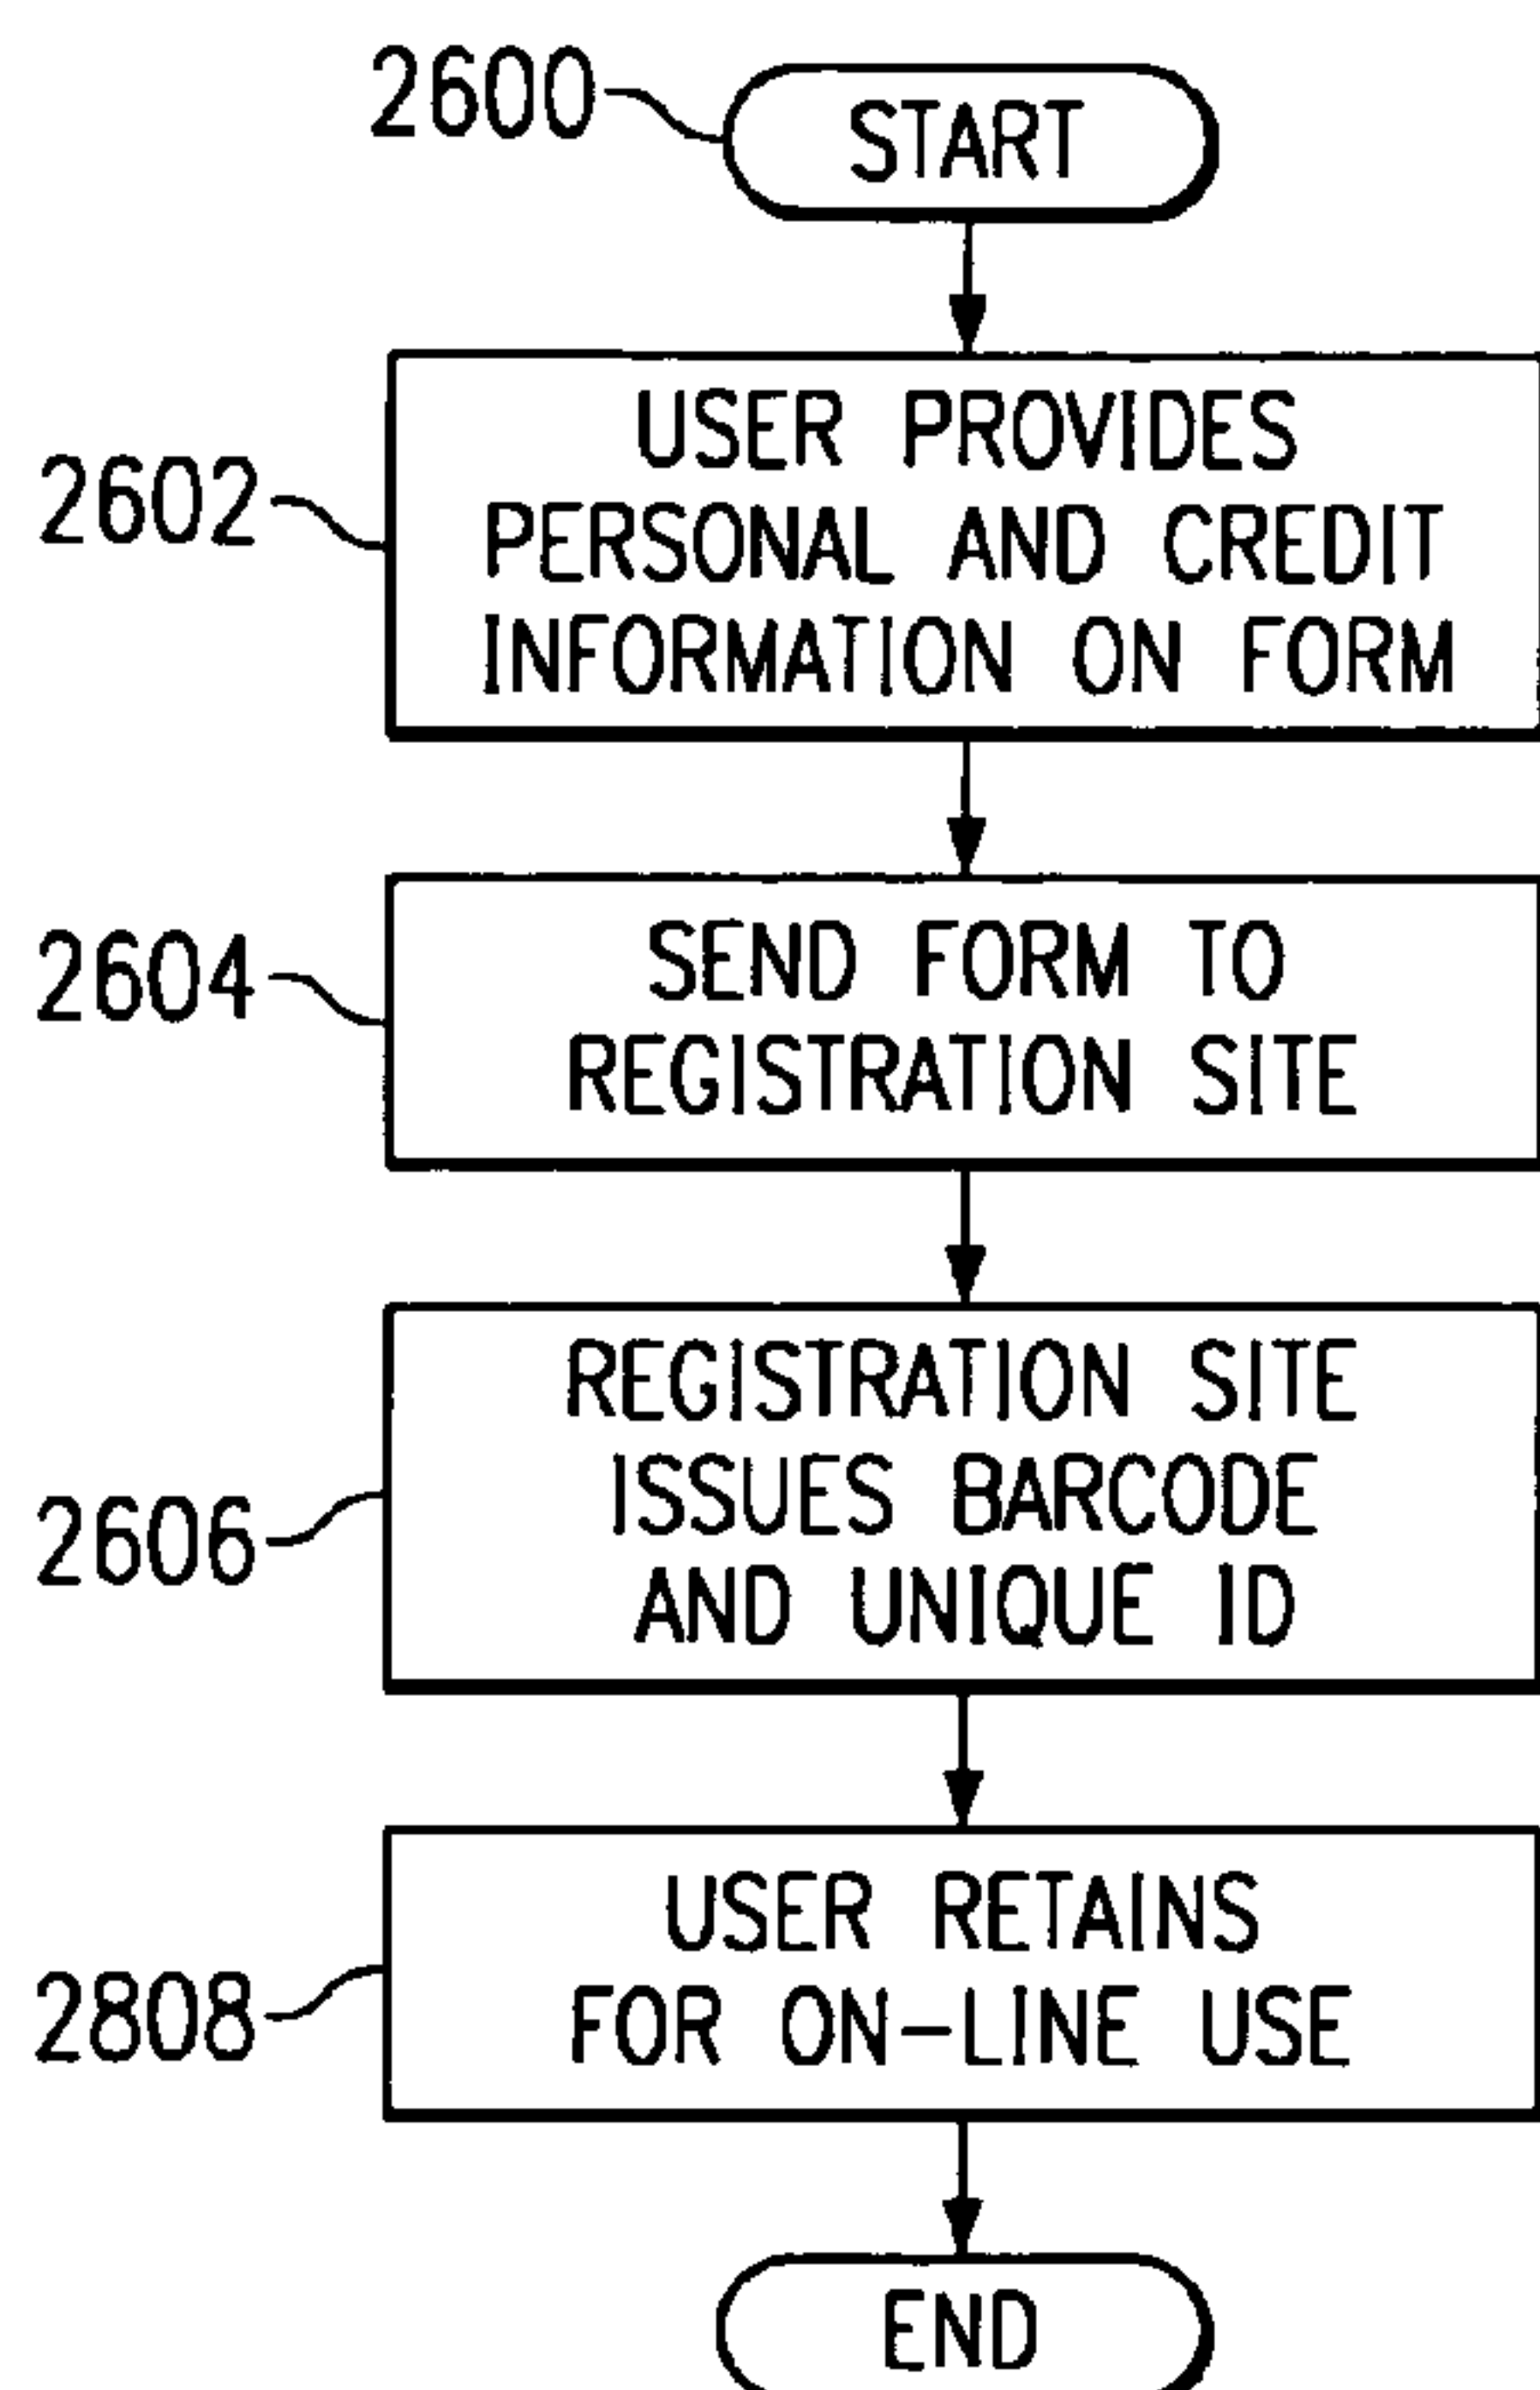 2600
START
2602
USER PROVIDES
PERSONAL AND CREDIT
INFORMATION ON FORM
2604
SEND FORM TO
REGISTRATION SITE
2606
REGISTRATION SITE
ISSUES BARCODE
AND UNIQUE ID
2808
USER RETAINS
FOR ON-LINE USE
END